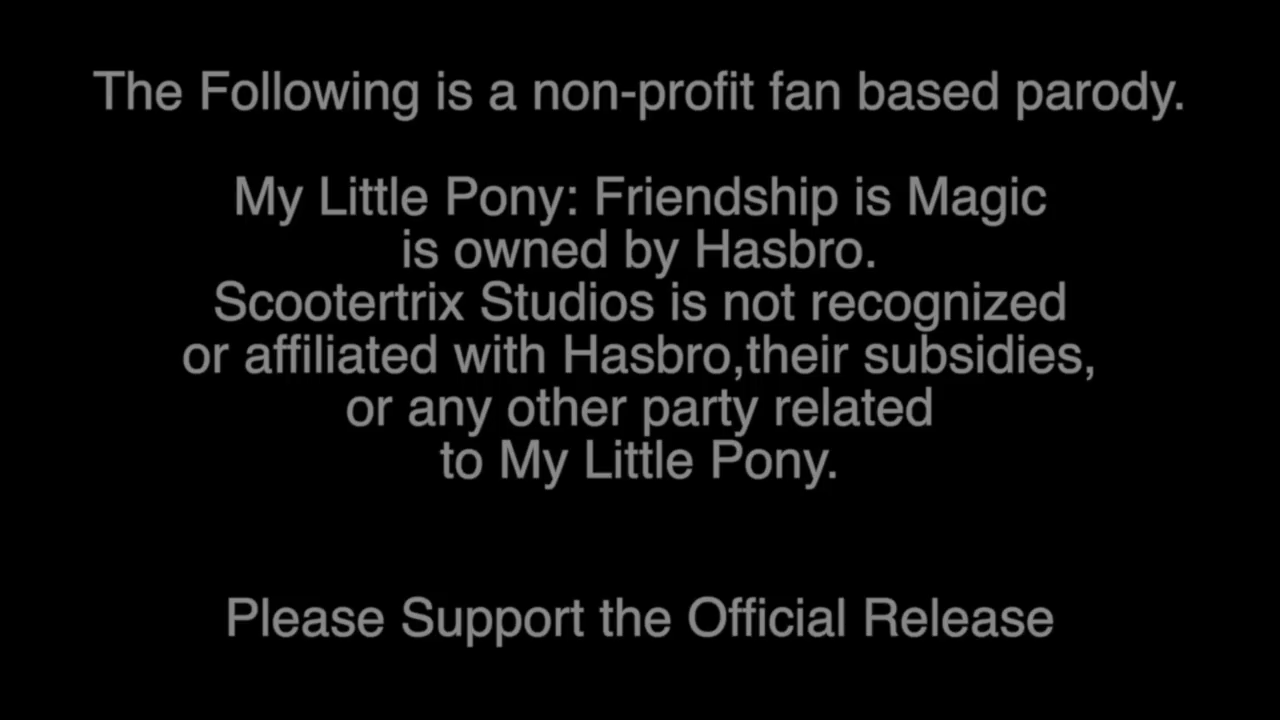 The Following is a non-profit fan based parody.
My Little Pony: Friendship is Magic
is owned by Hasbro.
Scootertrix Studios is not recognized
or affiliated with Hasbro,their subsidies,
or any other party related
to My Little Pony.
Please Support the Official Release